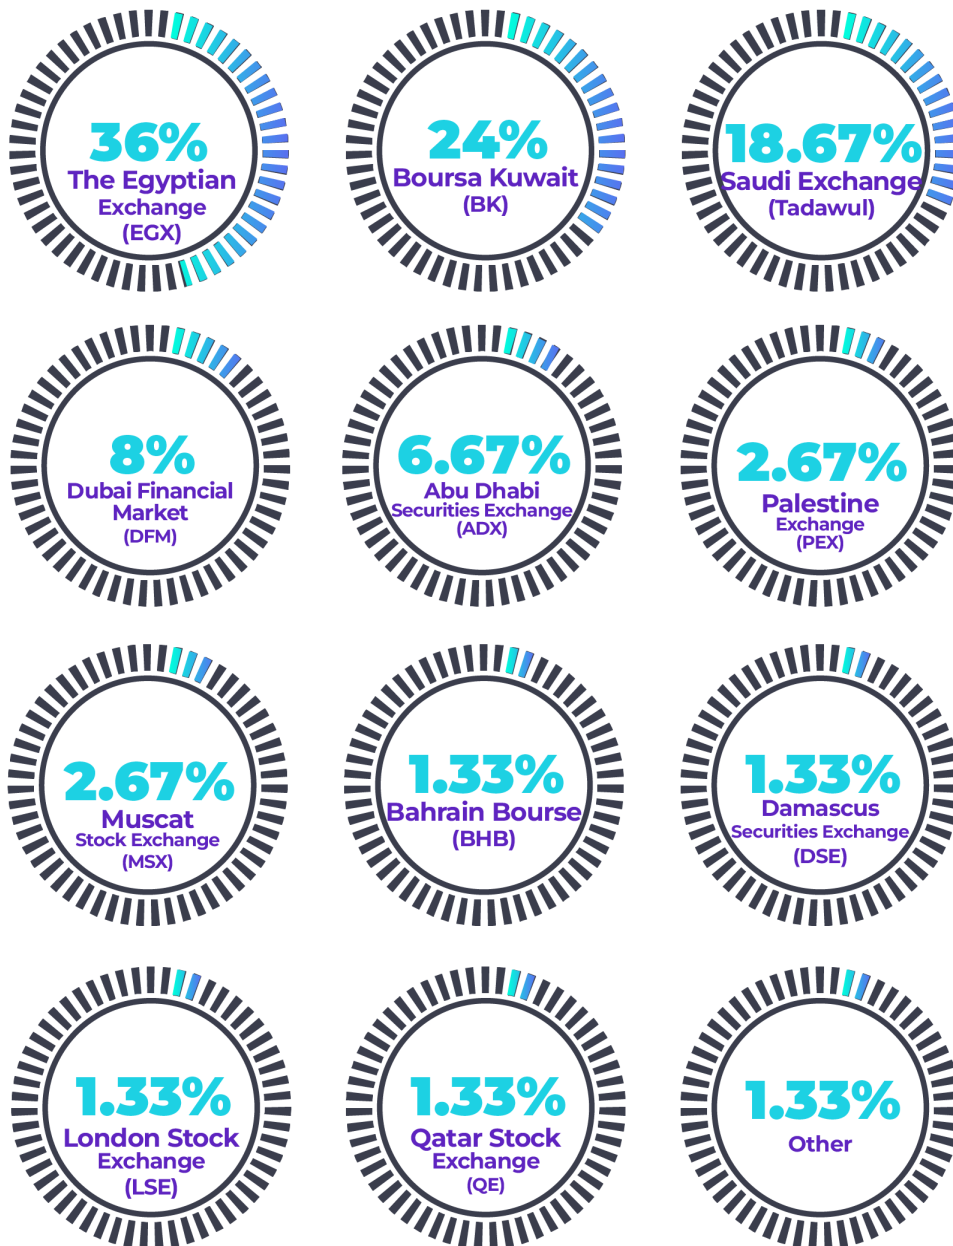 36%
The Egyptian
Exchange
(EGX)
24%
Boursa Kuwait
(BK)
18.67%
Saudi Exchange
(Tadawul)
8%
Dubai Financial
Market
(DFM)
6.67%
Abu Dhabi
Securities Exchange
(ADX)
2.67%
Palestine
Exchange
(PEX)
2.67%
Muscat
Stock Exchange
(MSX)
1.33%
Bahrain Bourse
(BHB)
1.33%
Damascus
Securities Exchange
(DSE)
1.33%
London Stock
Exchange
(LSE)
1.33%
Qatar Stock
Exchange
(QE)
1.33%
Other